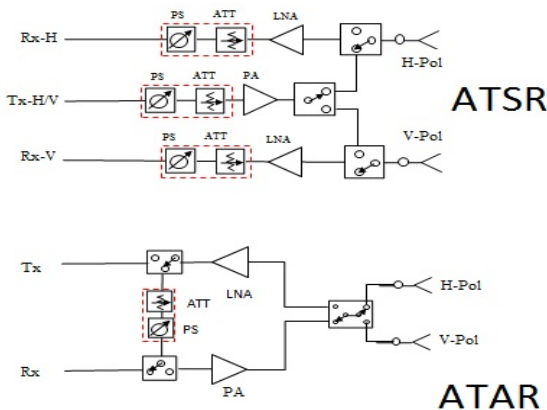 Rx-H
PS
ATT
LNA
H-Pol
Tx-H/V
PS
ATT
PA
ATSR
Rx-V
PS
ATT
LNA
V-Pol
Tx
LNA
ATT
PS
H-Pol
V-Pol
Rx
PA
ATAR